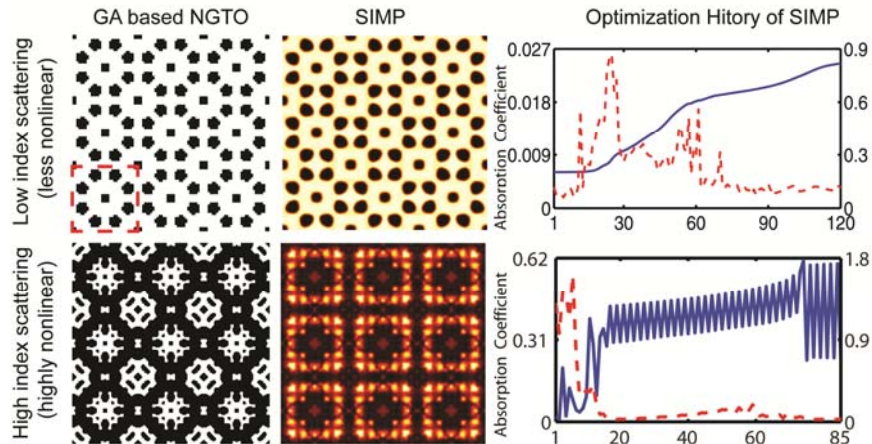 GA based NGTO
SIMP
Optimization Hitory of SIMP
Low index scattering
(less nonlinear)
Absorption Coefficient
0.027
0.018
0.009
0
0.9
0.6
0.3
0
1
30
60
90
120
High index scattering
(highly nonlinear)
Absorption Coefficient
0.62
0.31
0
1.8
0.9
0
1
20
40
60
85